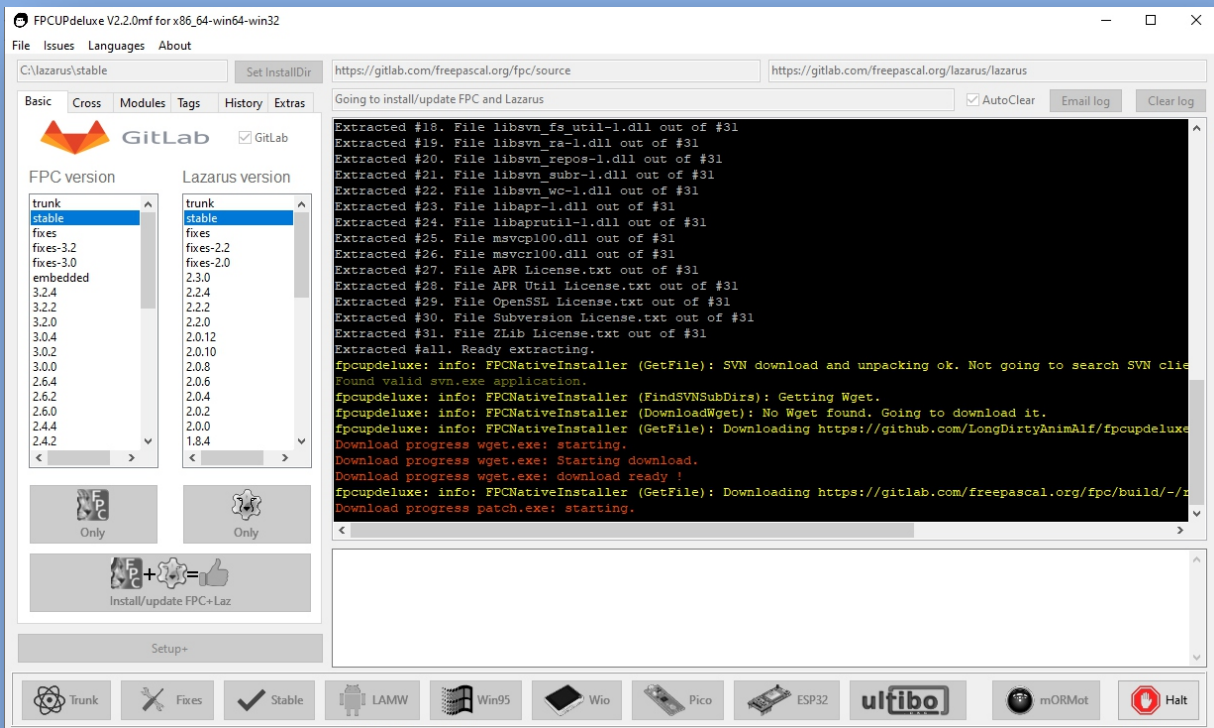 FPCUPdeluxe V2.2.0mf for x86_64-win64-win32
File Issues Languages About
C:\lazarus\stable Set InstallDir https://gitlab.com/freepascal.org/fpc/source https://gitlab.com/freepascal.org/lazarus/lazarus
Basic Cross Modules Tags History Extras
Going to install/update FPC and Lazarus AutoClear Email log Clear log
GitLab GitLab
FPC version
trunk
stable
fixes
fixes-3.2
fixes-3.0
embedded
3.2.4
3.2.2
3.2.0
3.0.4
3.0.2
3.0.0
2.6.4
2.6.2
2.6.0
2.4.4
2.4.2
Lazarus version
trunk
stable
fixes
fixes-2.2
fixes-2.0
2.3.0
2.2.4
2.2.2
2.2.0
2.0.12
2.0.10
2.0.8
2.0.6
2.0.4
2.0.2
2.0.0
1.8.4
FPC
Only
Only
FPC + =
Install/update FPC+Laz
Setup+
Extracted #18. File libsvn_fs_util-1.dll out of #31
Extracted #19. File libsvn_ra-1.dll out of #31
Extracted #20. File libsvn_repos-1.dll out of #31
Extracted #21. File libsvn_subr-1.dll out of #31
Extracted #22. File libsvn_wc-1.dll out of #31
Extracted #23. File libapr-1.dll out of #31
Extracted #24. File libaprutil-1.dll out of #31
Extracted #25. File msvcp100.dll out of #31
Extracted #26. File msvcr100.dll out of #31
Extracted #27. File APR License.txt out of #31
Extracted #28. File APR Util License.txt out of #31
Extracted #29. File OpenSSL License.txt out of #31
Extracted #30. File Subversion License.txt out of #31
Extracted #31. File ZLib License.txt out of #31
Extracted #all. Ready extracting.
fpcupdeluxe: info: FPCNativeInstaller (GetFile): SVN download and unpacking ok. Not going to search SVN clie
Found valid svn.exe application.
fpcupdeluxe: info: FPCNativeInstaller (FindSVNSubDirs): Getting Wget.
fpcupdeluxe: info: FPCNativeInstaller (DownloadWget): No Wget found. Going to download it.
fpcupdeluxe: info: FPCNativeInstaller (GetFile): Downloading https://github.com/LongDirtyAnimAlf/fpcupdeluxe
Download progress wget.exe: starting.
Download progress wget.exe: Starting download.
Download progress wget.exe: download ready !
fpcupdeluxe: info: FPCNativeInstaller (GetFile): Downloading https://gitlab.com/freepascal.org/fpc/build/-/r
Download progress patch.exe: starting.
Trunk Fixes Stable LAMW Win95 Wio Pico ESP32 ultibo mORMot Halt